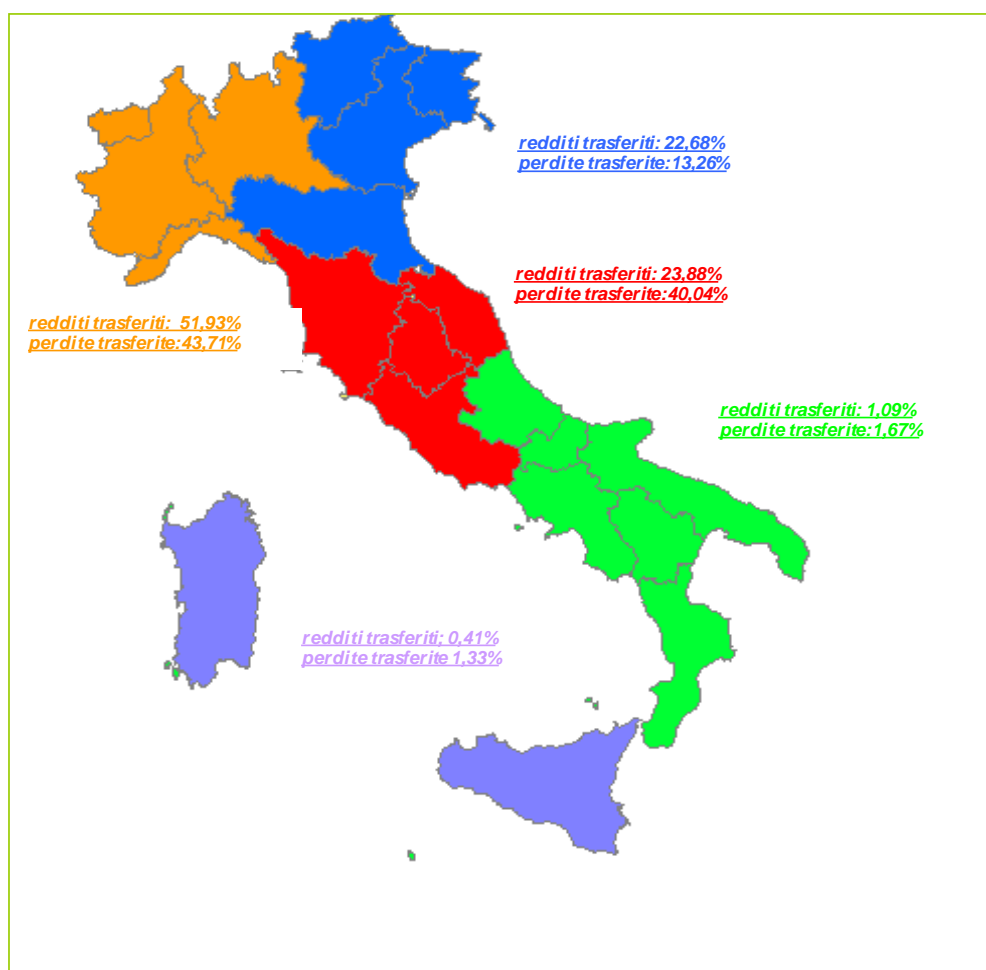 redditi trasferiti: 22,68%
perdite trasferite:13,26%
redditi trasferiti: 23,88%
perdite trasferite:40,04%
redditi trasferiti: 51,93%
perdite trasferite:43,71%
redditi trasferiti: 1,09%
perdite trasferite:1,67%
redditi trasferiti; 0,41%
perdite trasferite 1,33%